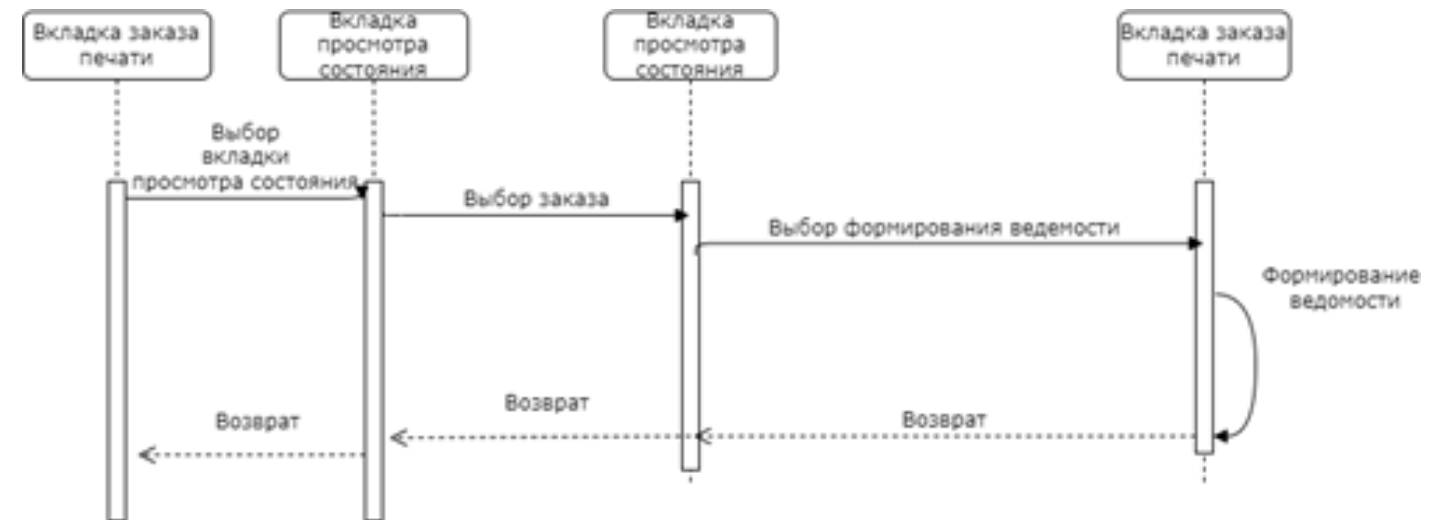 Вкладка заказа
печати
Вкладка
просмотра
состояния
Вкладка
просмотра
состояния
Вкладка заказа
печати
Выбор
вкладки
просмотра состояния
Выбор заказа
Выбор формирования ведемости
Формирование
ведомости
Возврат
Возврат
Возврат